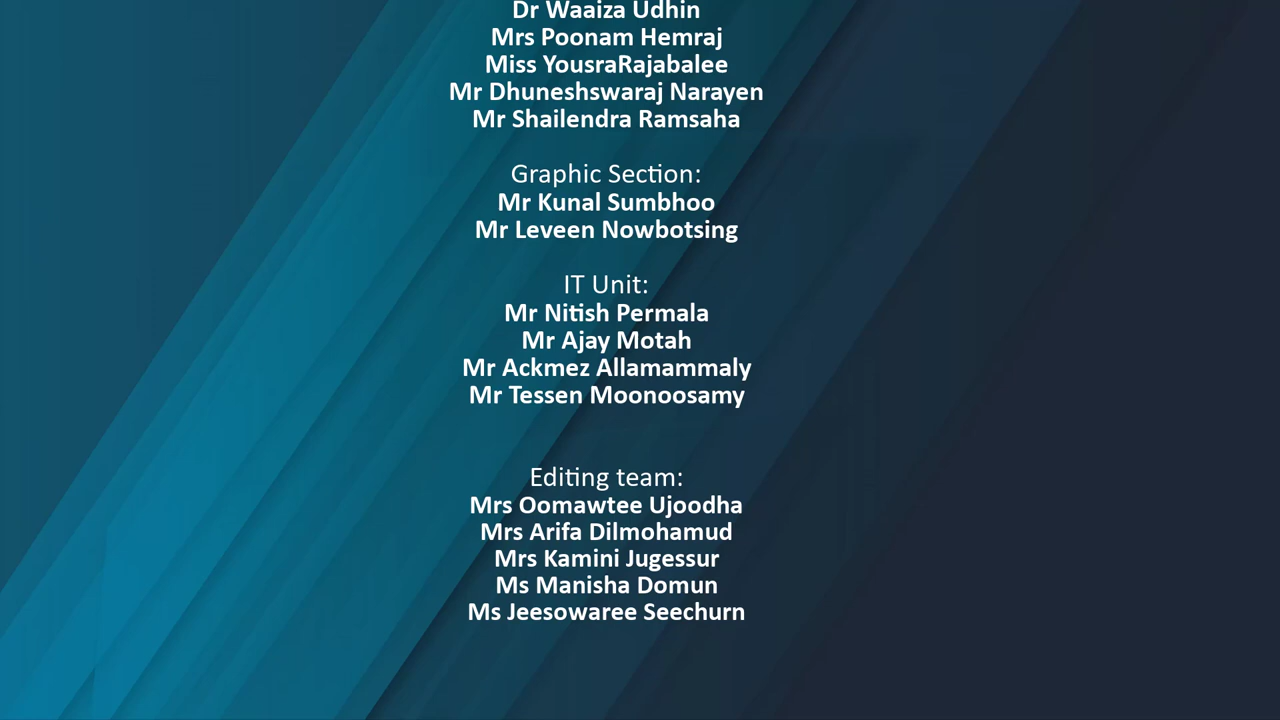 Dr Waaiza Udhin
Mrs Poonam Hemraj
Miss YousraRajabalee
Mr Dhuneshswaraj Narayen
Mr Shailendra Ramsaha
Graphic Section:
Mr Kunal Sumbhoo
Mr Leveen Nowbotsing
IT Unit:
Mr Nitish Permala
Mr Ajay Motah
Mr Ackmez Allamammaly
Mr Tessen Moonoosamy
Editing team:
Mrs Oomawtee Ujoodha
Mrs Arifa Dilmohamud
Mrs Kamini Jugessur
Ms Manisha Domun
Ms Jeesowaree Seechurn